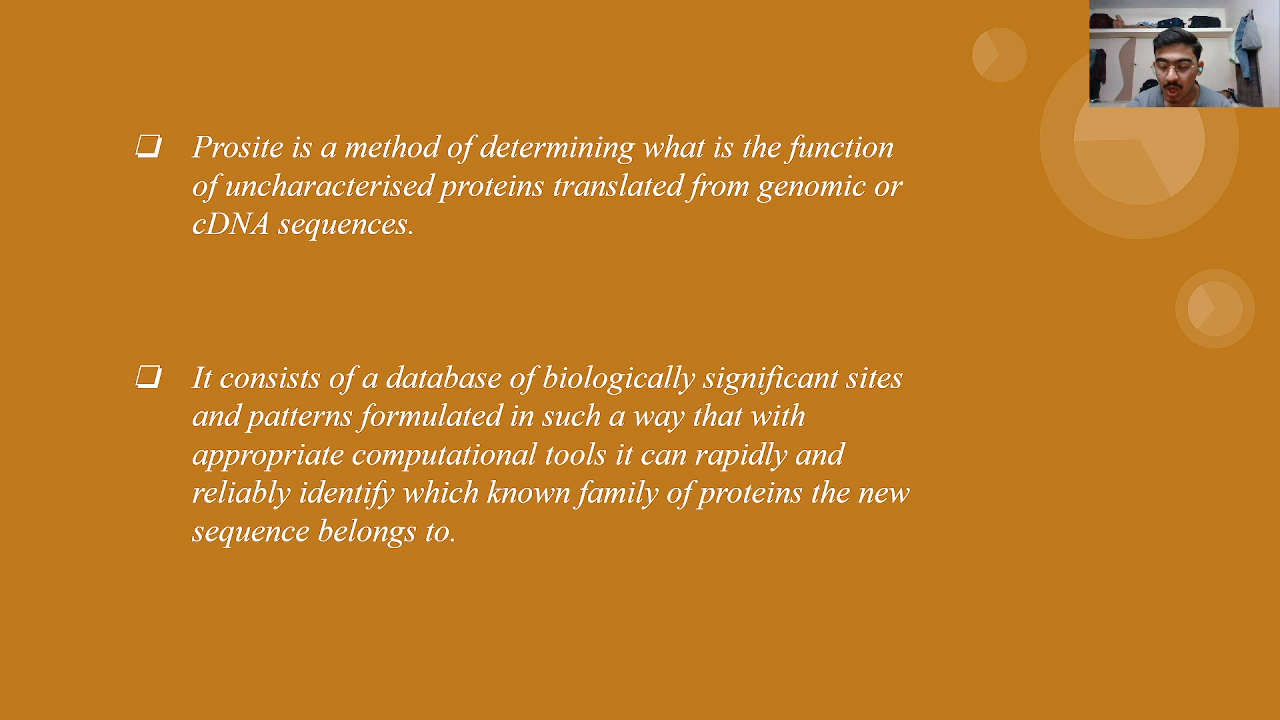 Prosite is a method of determining what is the function
of uncharacterised proteins translated from genomic or
cDNA sequences.
It consists of a database of biologically significant sites
and patterns formulated in such a way that with
appropriate computational tools it can rapidly and
reliably identify which known family of proteins the new
sequence belongs to.